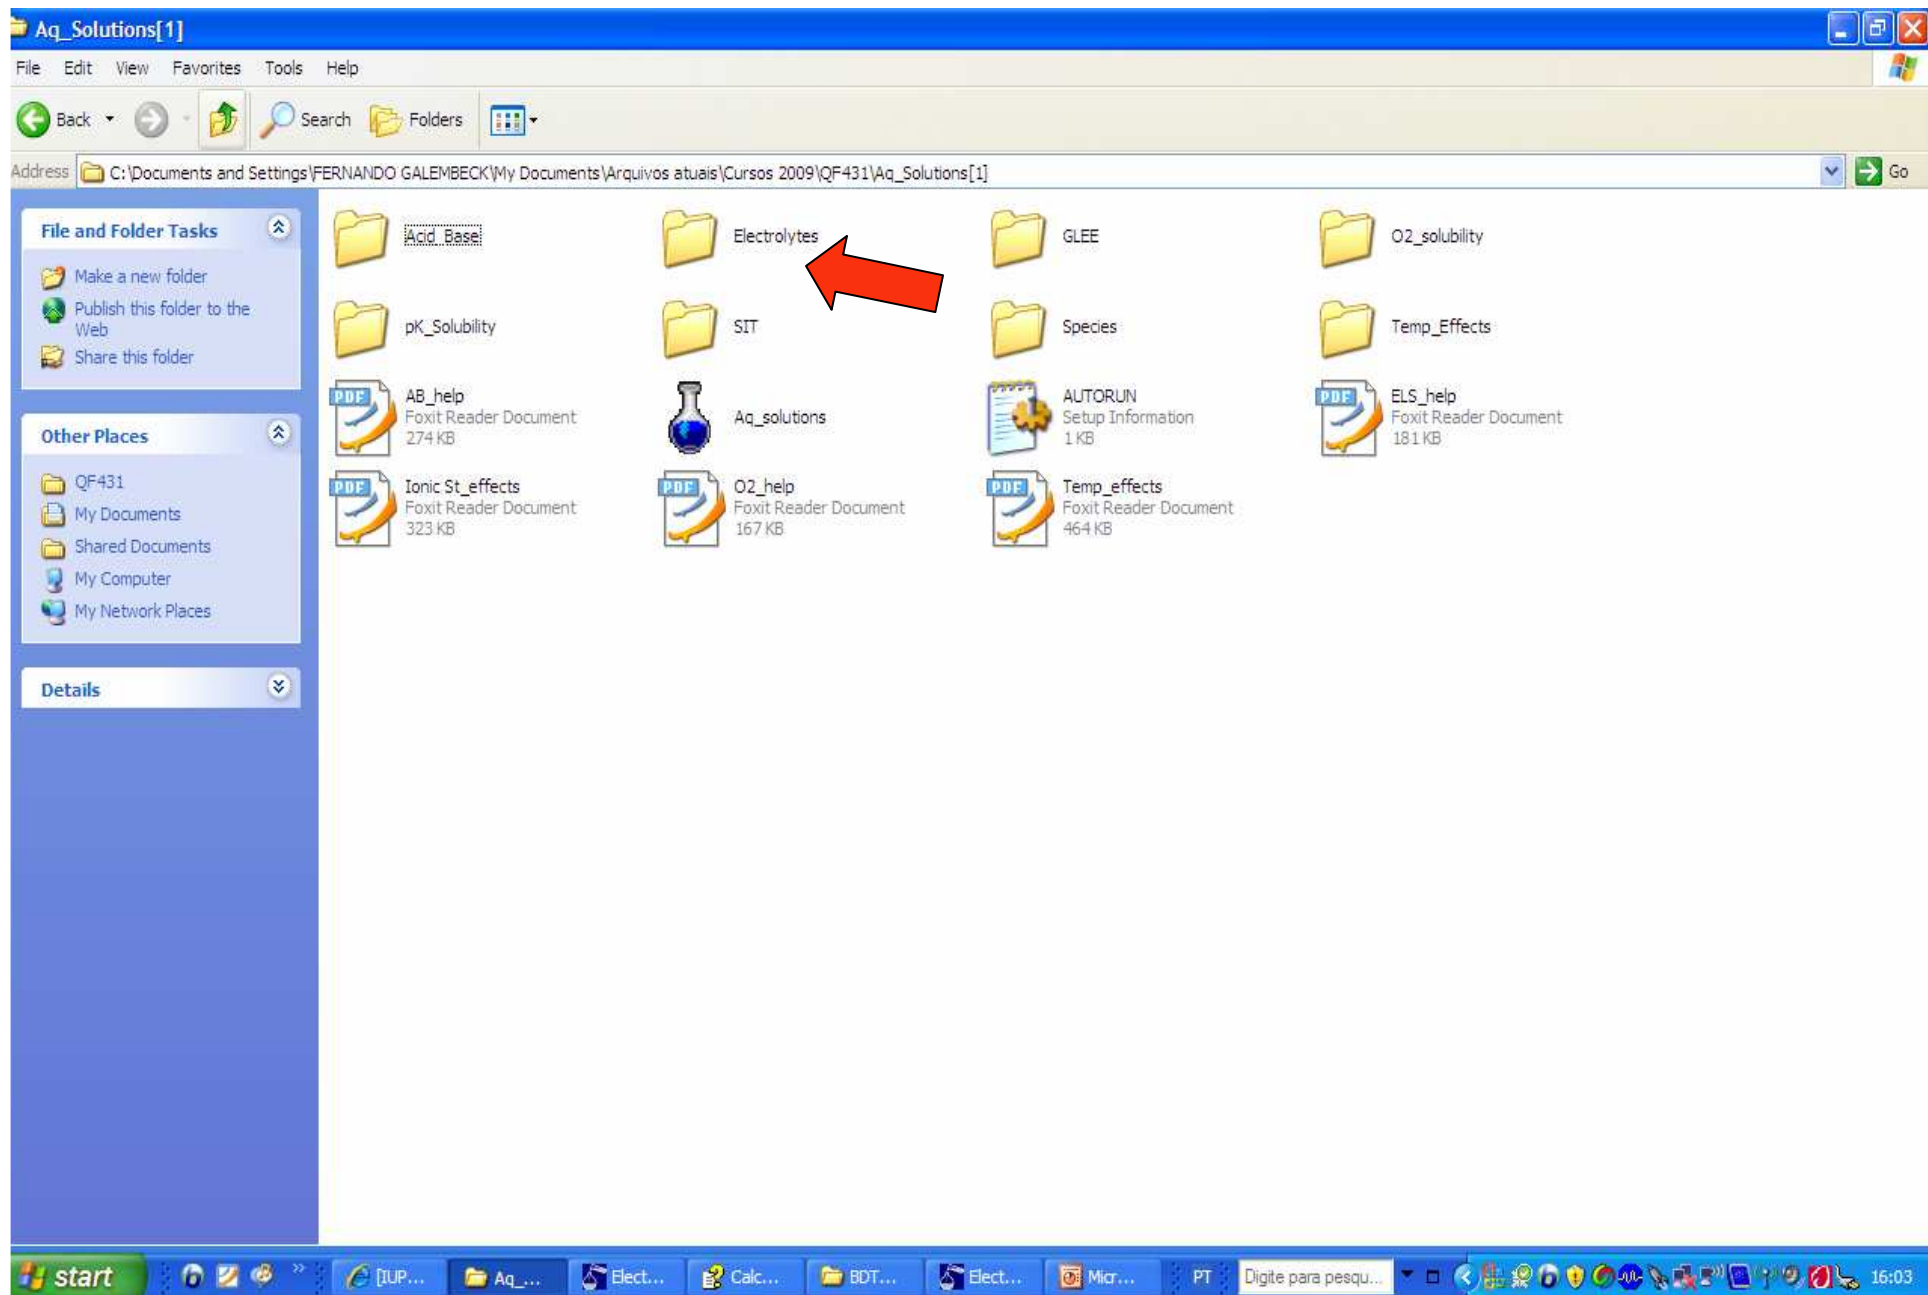 Aq_Solutions[1]
File Edit View Favorites Tools Help
Back Search Folders
Address C:\Documents and Settings\FERNANDO GALEMBECK\My Documents\Arquivos atuais\Cursos 2009\QF431\Aq_Solutions[1] Go
File and Folder Tasks
Make a new folder
Publish this folder to the
Web
Share this folder
Other Places
QF431
My Documents
Shared Documents
My Computer
My Network Places
Details
Acid_Base
Electrolytes
GLEE
O2_solubility
pK_Solubility
SIT
Species
Temp_Effects
AB_help
Foxit Reader Document
274 KB
Aq_solutions
AUTORUN
Setup Information
1 KB
ELS_help
Foxit Reader Document
181 KB
Ionic St_effects
Foxit Reader Document
323 KB
O2_help
Foxit Reader Document
167 KB
Temp_effects
Foxit Reader Document
464 KB
start [IUP... Aq_... Elect... Calc... BDT... Elect... Micr... PT Digite para pesqu... 16:03